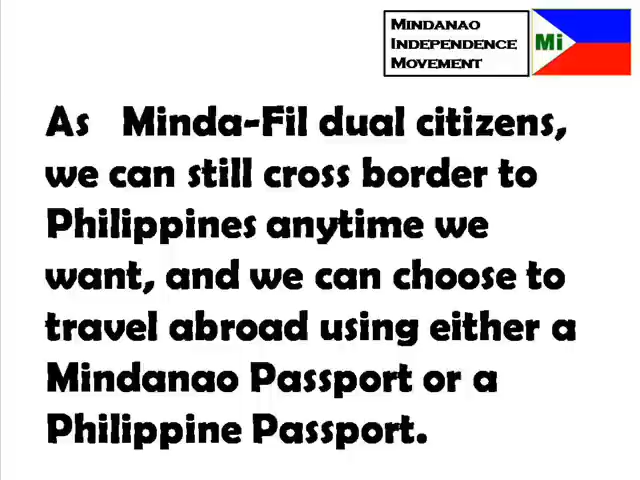 MINDANAO
INDEPENDENCE
MOVEMENT
Mi
As Minda-Fil dual citizens,
we can still cross border to
Philippines anytime we
want, and we can choose to
travel abroad using either a
Mindanao Passport or a
Philippine Passport.